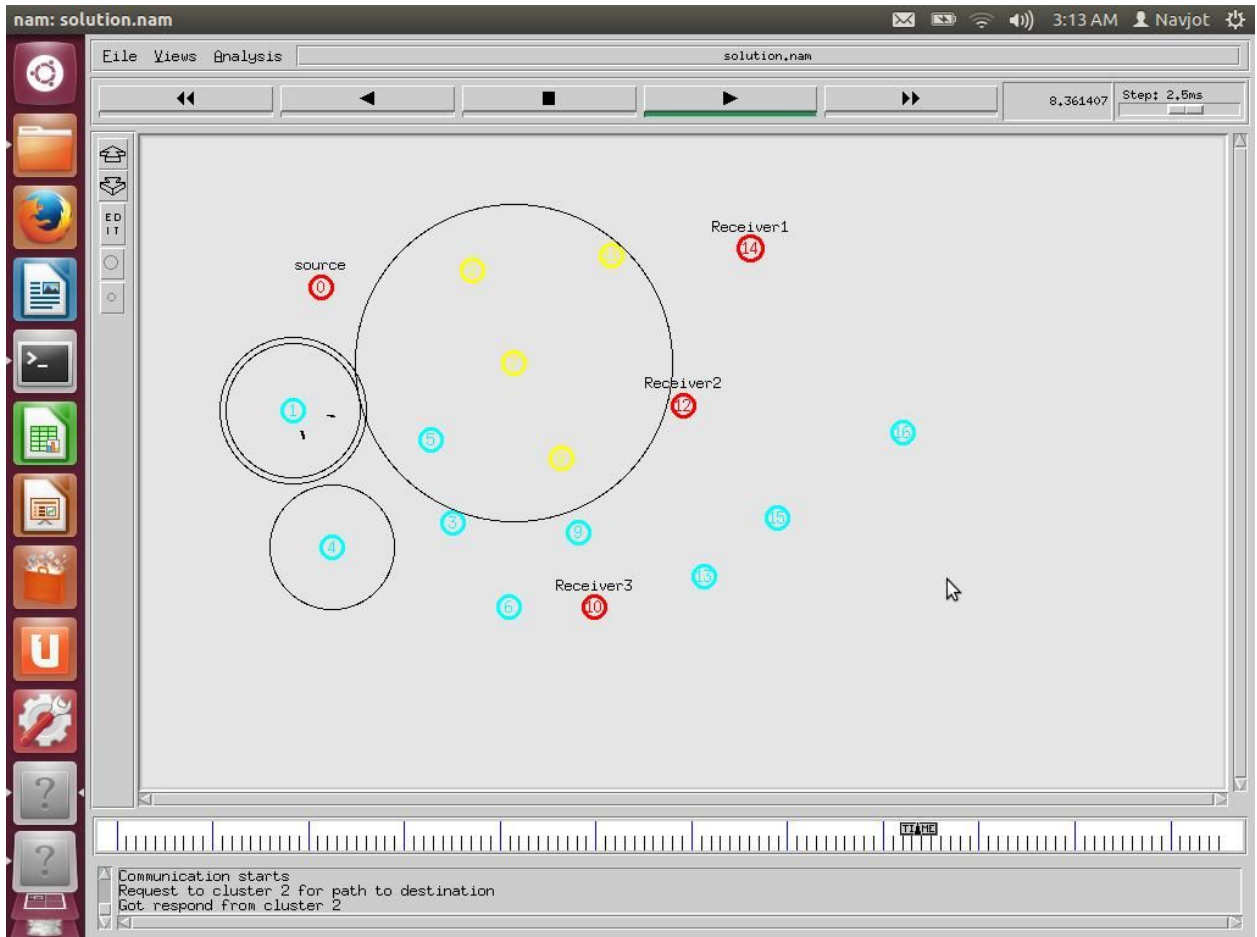 nam: solution.nam
3:13 AM Navjot
File Views Analysis solution.nam
8.361407 Step: 2.5ms
ED
IT
Receiver1
14
source
0
Receiver2
12
1
5
16
3
9
15
4
13
Receiver3
6
10
TIME
Communication starts
Request to cluster 2 for path to destination
Got respond from cluster 2